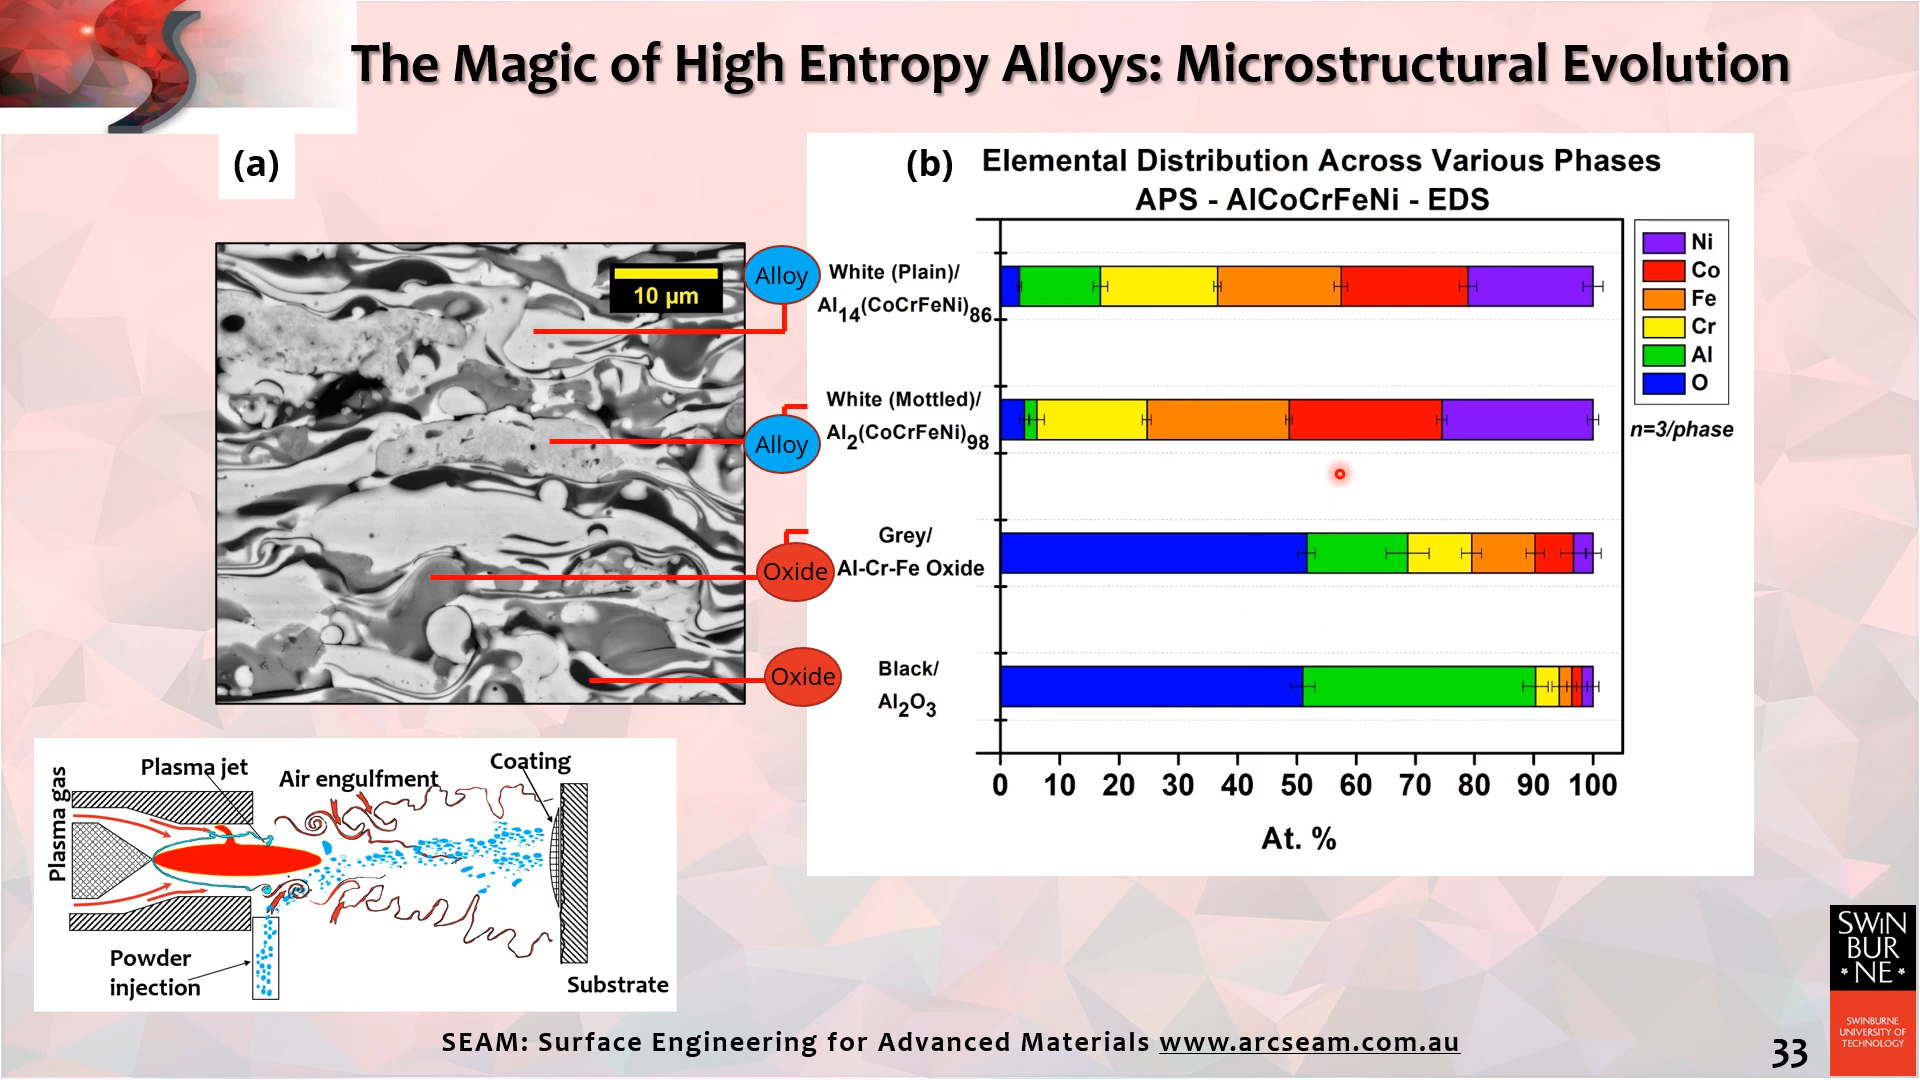 The Magic of High Entropy Alloys: Microstructural Evolution
(a)
10 µm
Alloy
Alloy
Oxide
Oxide
(b)
Elemental Distribution Across Various Phases
APS - AlCoCrFeNi - EDS
White (Plain)/
Al14(CoCrFeNi)86
White (Mottled)/
Al2(CoCrFeNi)98
Grey/
Al-Cr-Fe Oxide
Black/
Al2O3
0 10 20 30 40 50 60 70 80 90 100
At. %
Ni
Co
Fe
Cr
Al
O
n=3/phase
Plasma gas
Plasma jet
Air engulfment
Coating
Powder
injection
Substrate
SEAM: Surface Engineering for Advanced Materials www.arcseam.com.au
33
SWiN
BUR
*NE*
SWINBURNE
UNIVERSITY OF
TECHNOLOGY